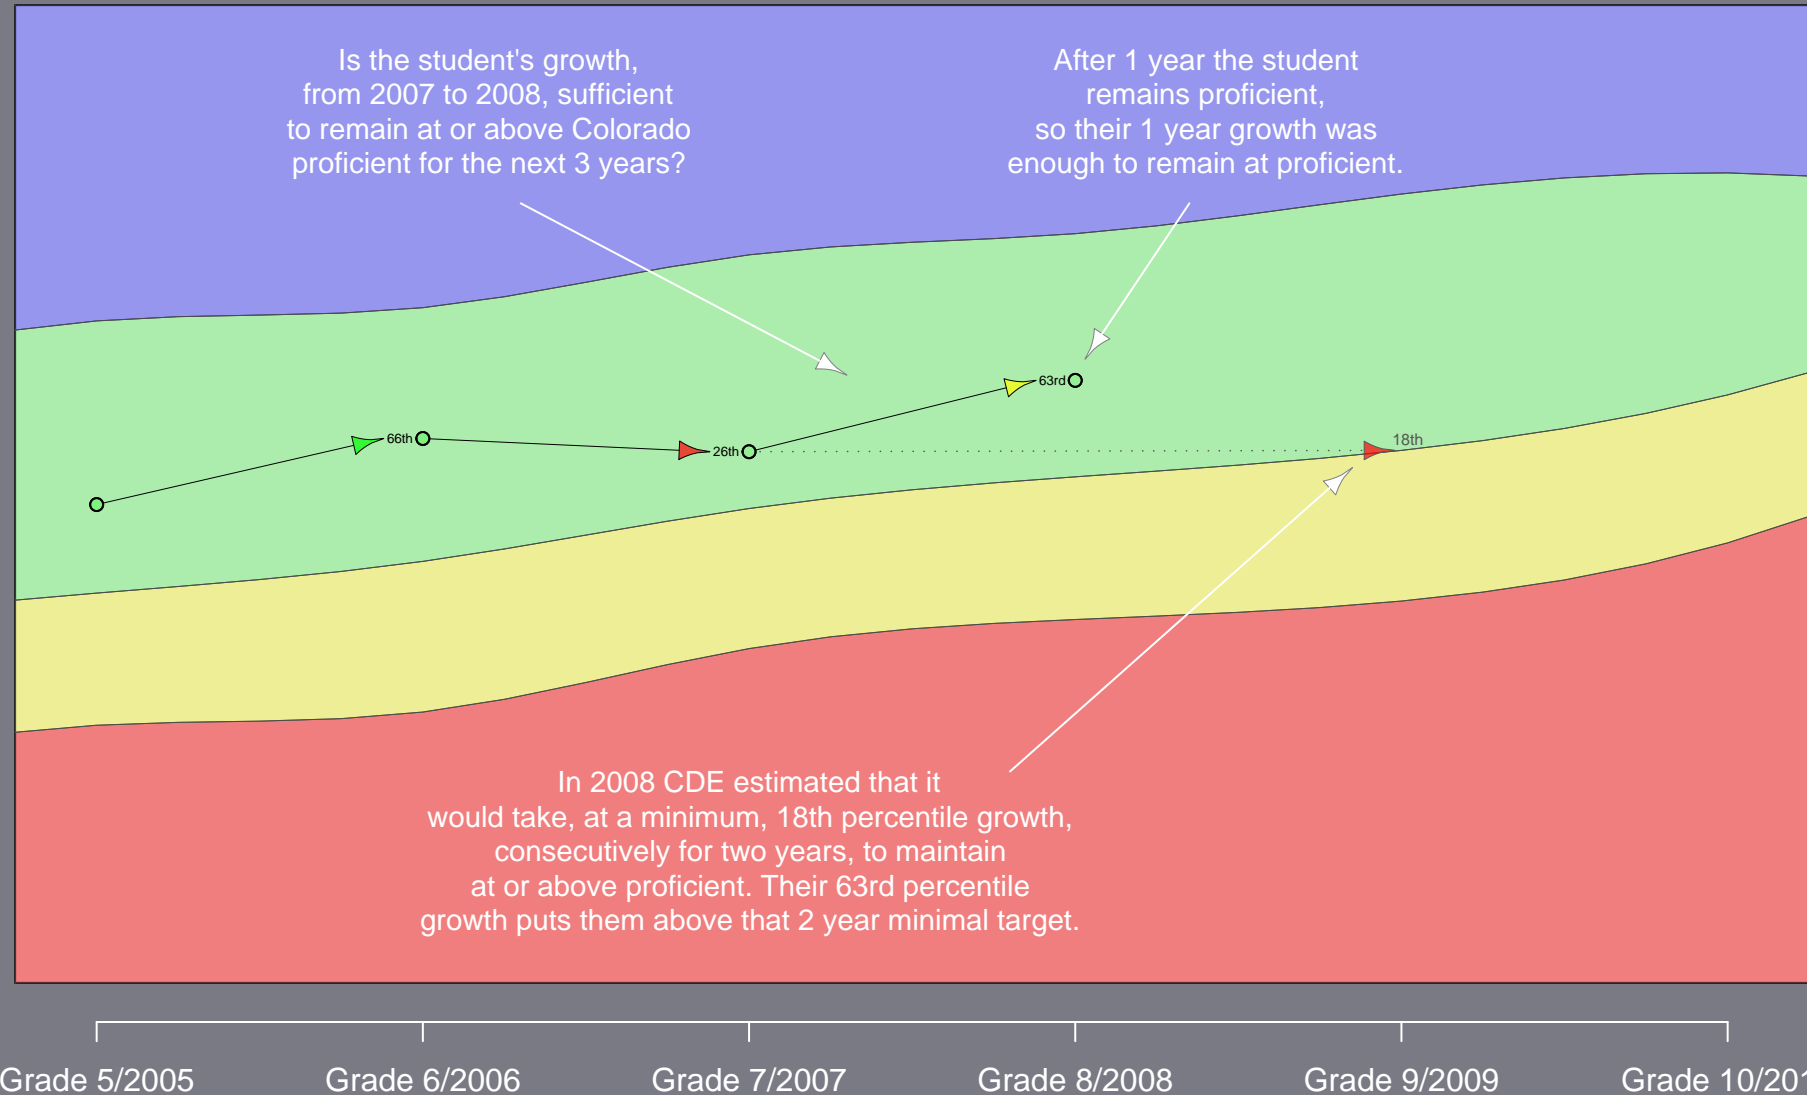 Is the student's growth,
from 2007 to 2008, sufficient
to remain at or above Colorado
proficient for the next 3 years?
After 1 year the student
remains proficient,
so their 1 year growth was
enough to remain at proficient.
66th
26th
63rd
18th
In 2008 CDE estimated that it
would take, at a minimum, 18th percentile growth,
consecutively for two years, to maintain
at or above proficient. Their 63rd percentile
growth puts them above that 2 year minimal target.
Grade 5/2005
Grade 6/2006
Grade 7/2007
Grade 8/2008
Grade 9/2009
Grade 10/201